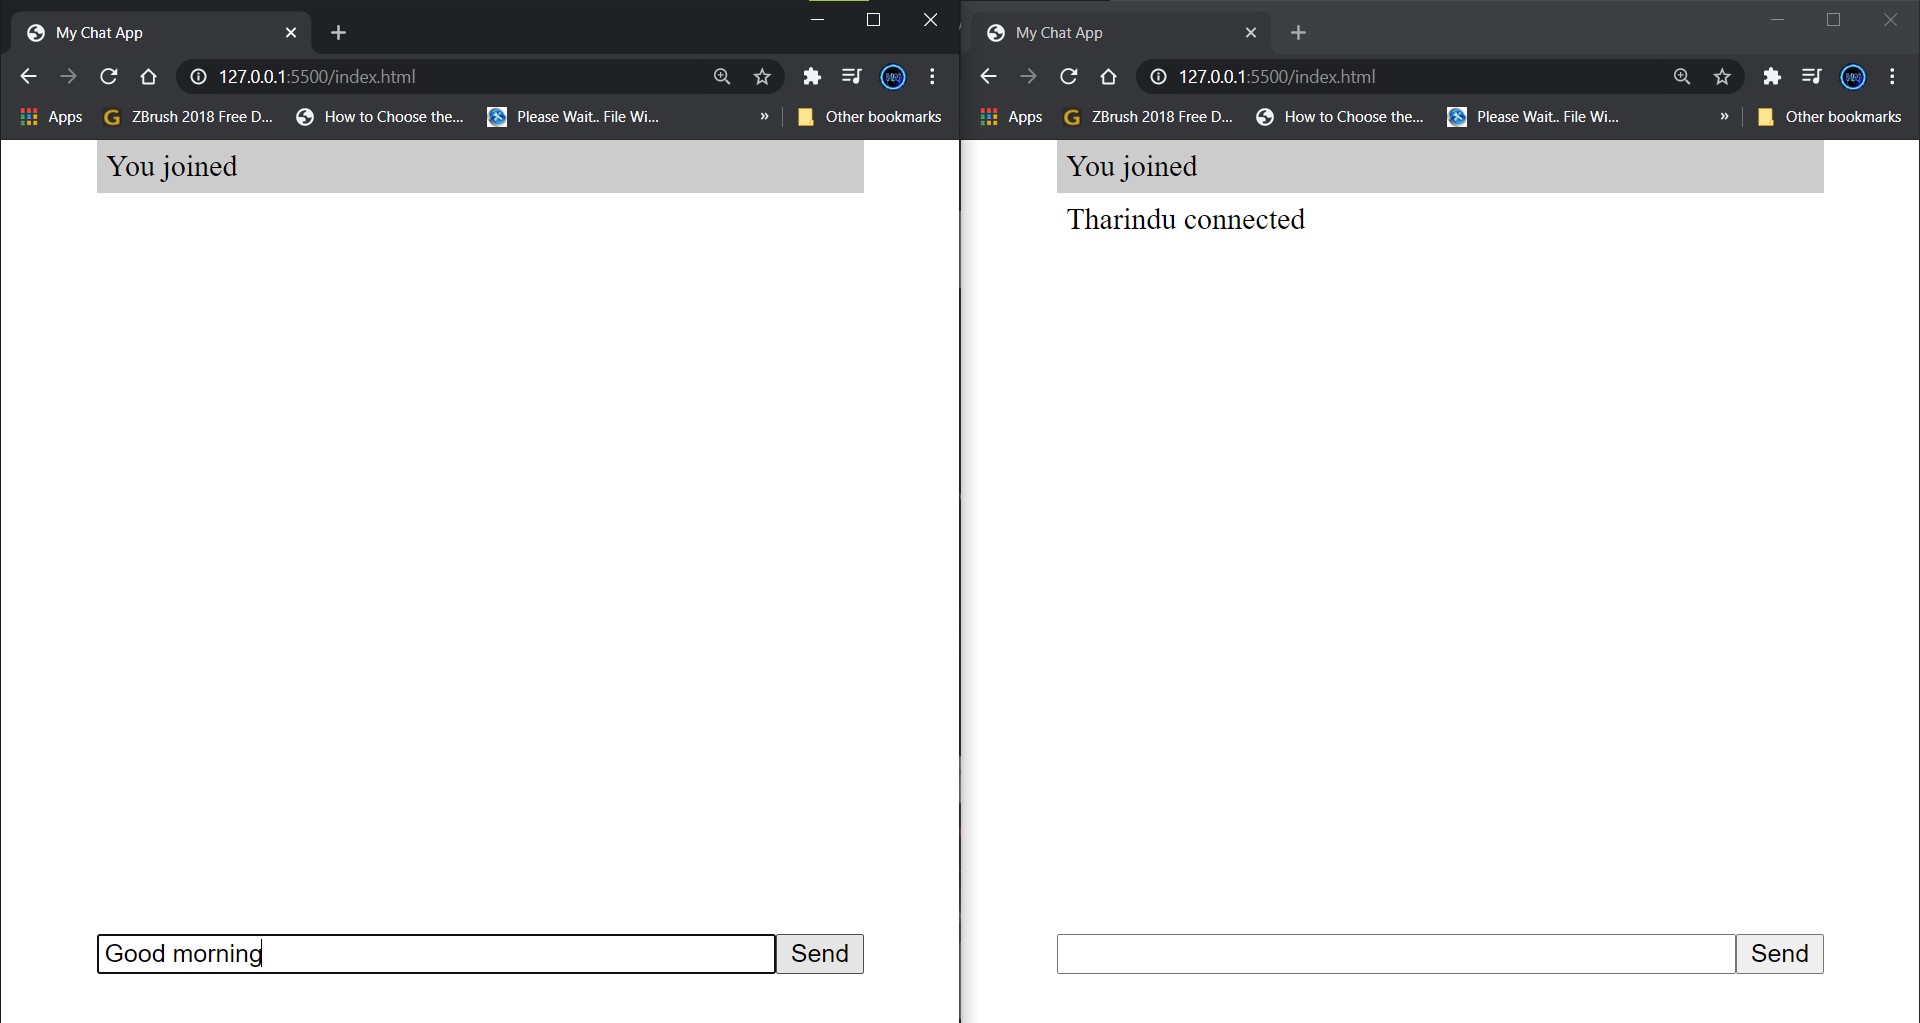 My Chat App
127.0.0.1:5500/index.html
Apps ZBrush 2018 Free D... How to Choose the... Please Wait.. File Wi... » Other bookmarks
You joined
Good morning Send
My Chat App
127.0.0.1:5500/index.html
Apps ZBrush 2018 Free D... How to Choose the... Please Wait.. File Wi... » Other bookmarks
You joined
Tharindu connected
Send